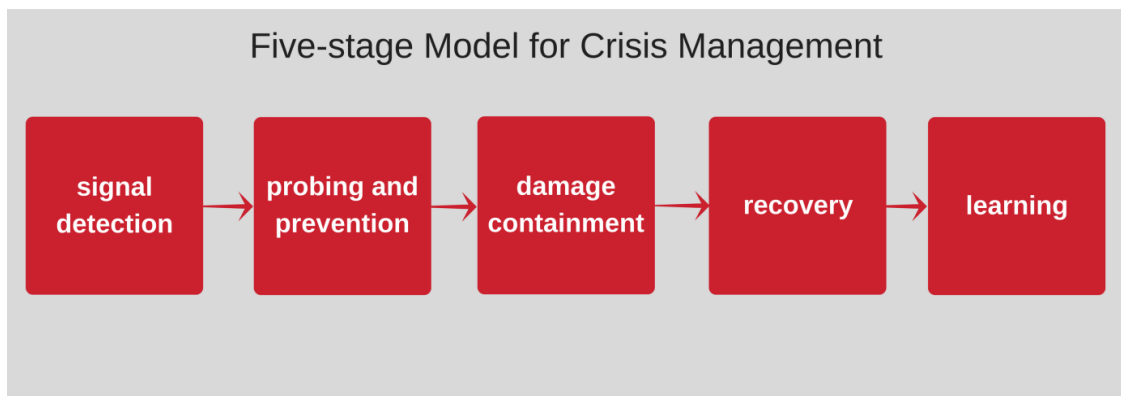 Five-stage Model for Crisis Management
signal
detection
probing and
prevention
damage
containment
recovery
learning